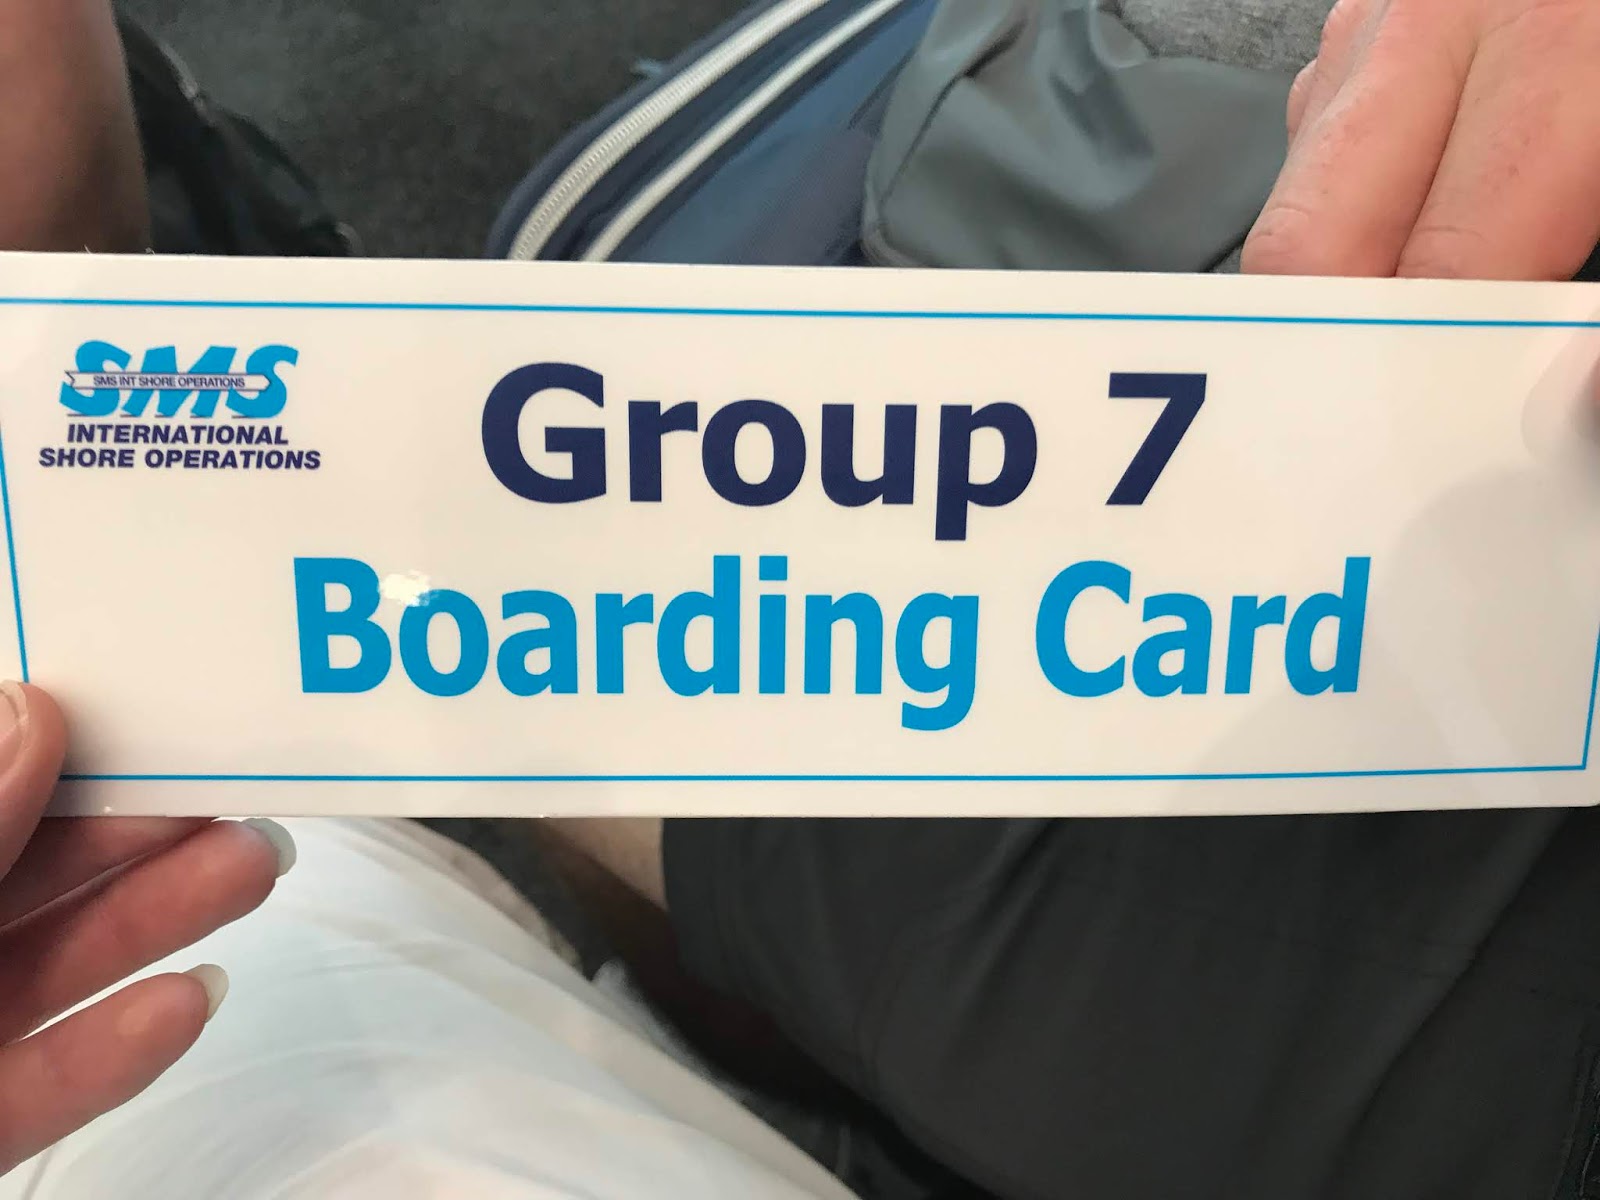 SMS
SMS INT SHORE OPERATIONS
INTERNATIONAL
SHORE OPERATIONS
Group 7
Boarding Card